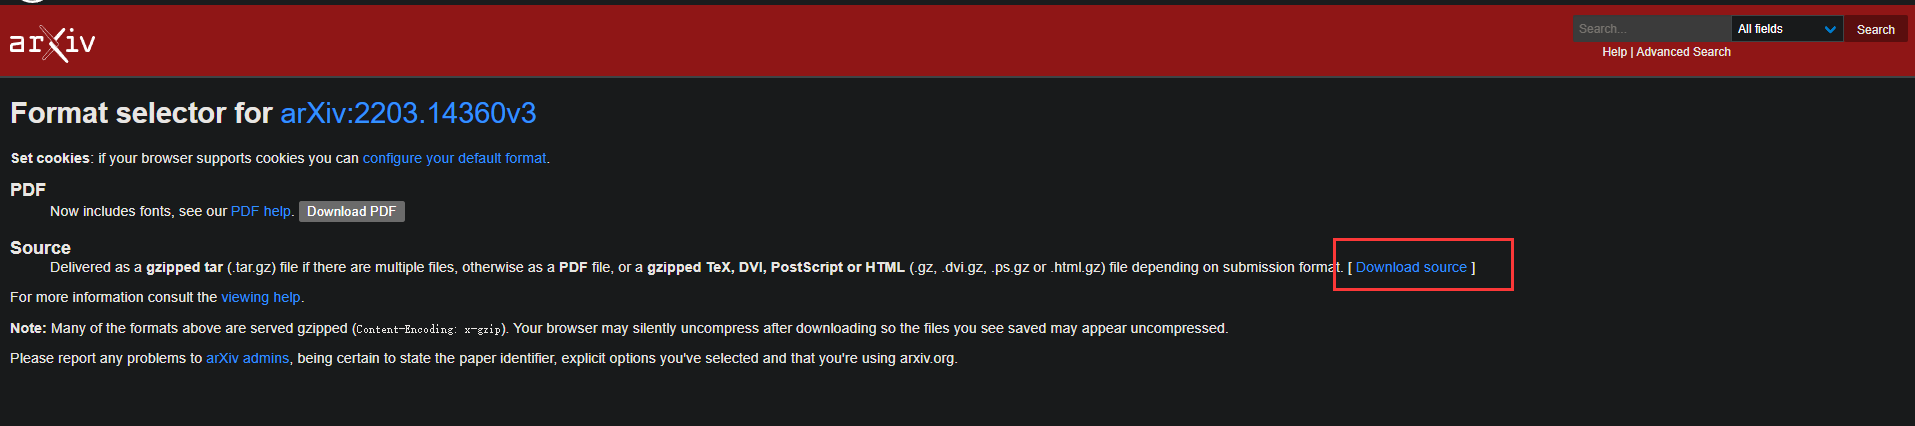 arXiv
Search...
All fields
Search
Help | Advanced Search
Format selector for arXiv:2203.14360v3
Set cookies: if your browser supports cookies you can configure your default format.
PDF
Now includes fonts, see our PDF help. Download PDF
Source
Delivered as a gzipped tar (.tar.gz) file if there are multiple files, otherwise as a PDF file, or a gzipped TeX, DVI, PostScript or HTML (.gz, .dvi.gz, .ps.gz or .html.gz) file depending on submission format. [ Download source ]
For more information consult the viewing help.
Note: Many of the formats above are served gzipped (Content-Encoding: x-gzip). Your browser may silently uncompress after downloading so the files you see saved may appear uncompressed.
Please report any problems to arXiv admins, being certain to state the paper identifier, explicit options you've selected and that you're using arxiv.org.